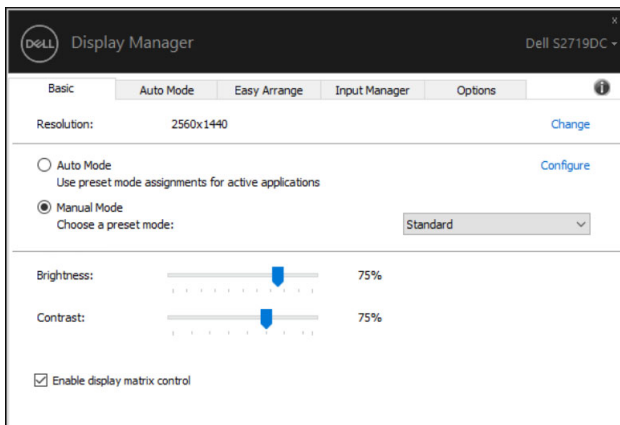 x
DELL Display Manager Dell S2719DC
Basic Auto Mode Easy Arrange Input Manager Options i
Resolution: 2560x1440 Change
Auto Mode Configure
Use preset mode assignments for active applications
Manual Mode
Choose a preset mode: Standard
Brightness: 75%
Contrast: 75%
Enable display matrix control